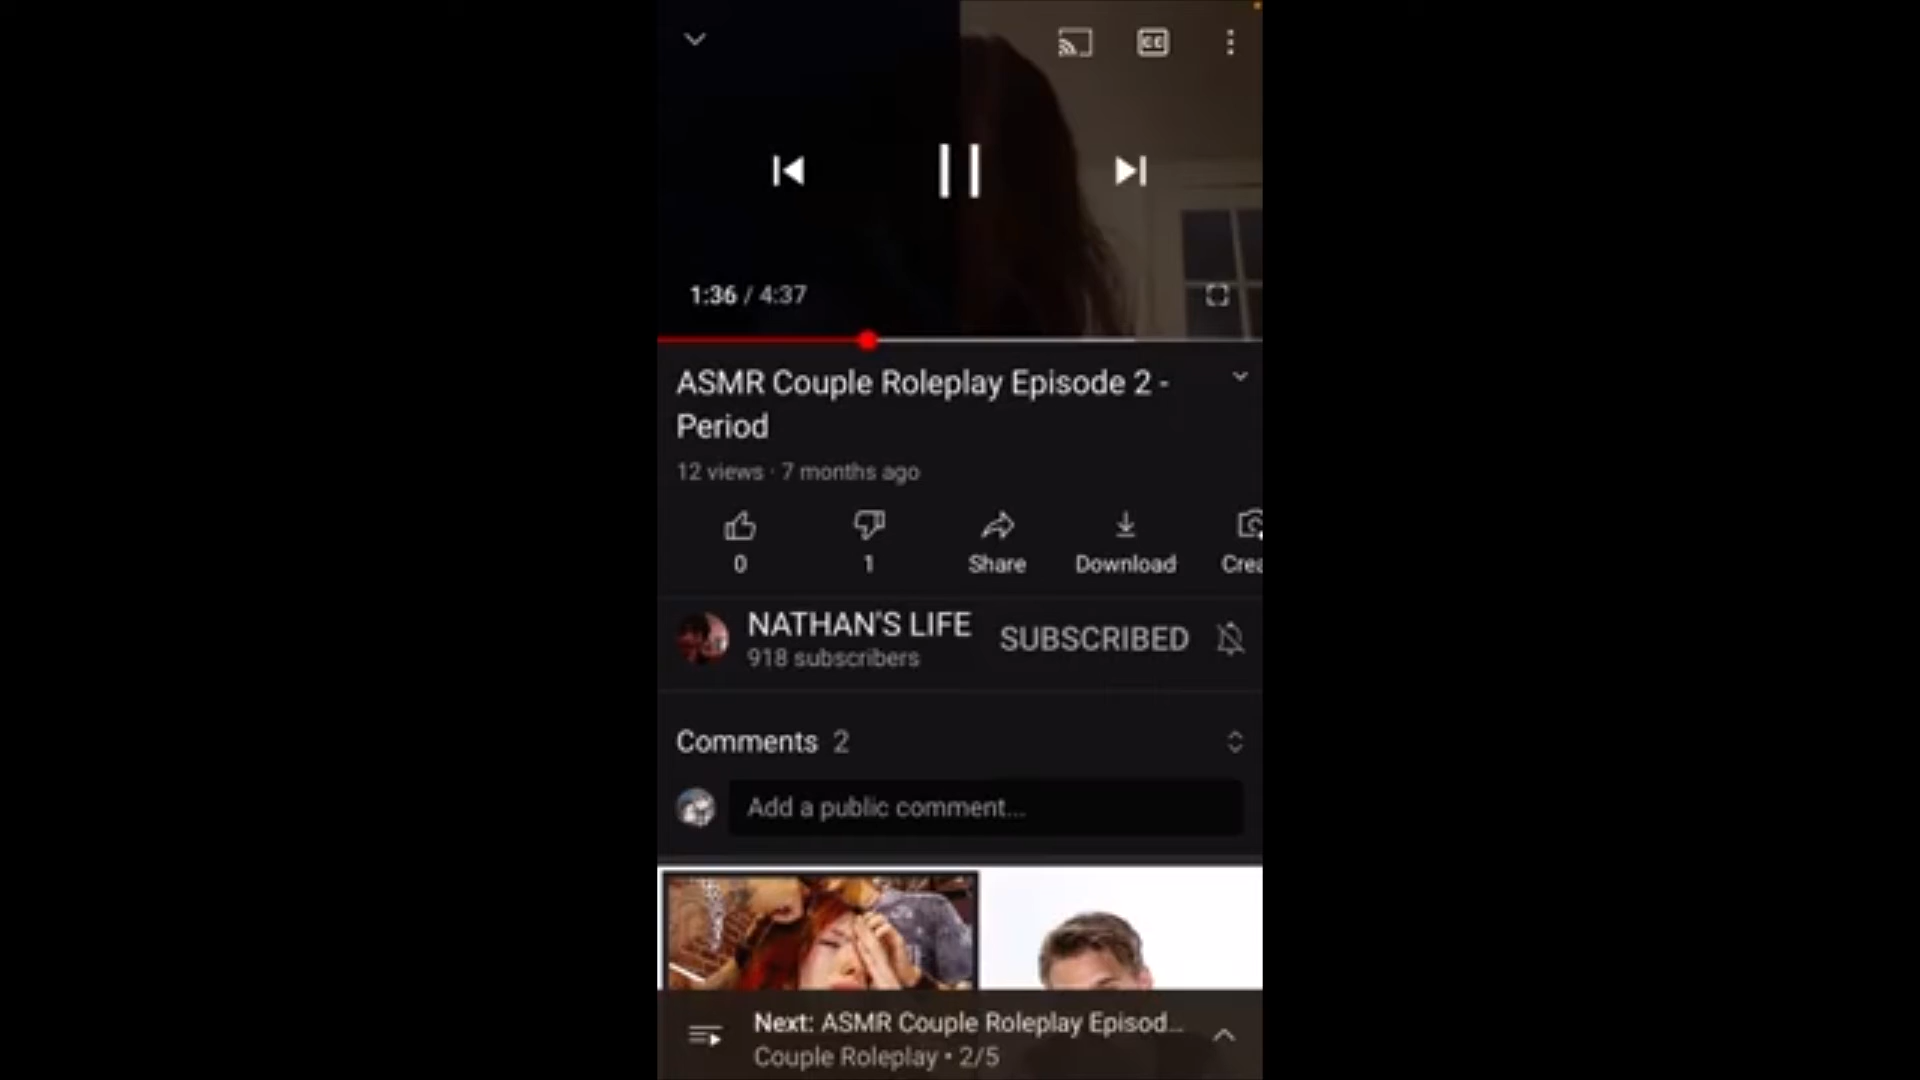 CC
1:36 / 4:37
ASMR Couple Roleplay Episode 2 -
Period
12 views · 7 months ago
0
1
Share
Download
Crea
NATHAN'S LIFE
918 subscribers
SUBSCRIBED
Comments 2
Add a public comment...
Next: ASMR Couple Roleplay Episod...
Couple Roleplay • 2/5